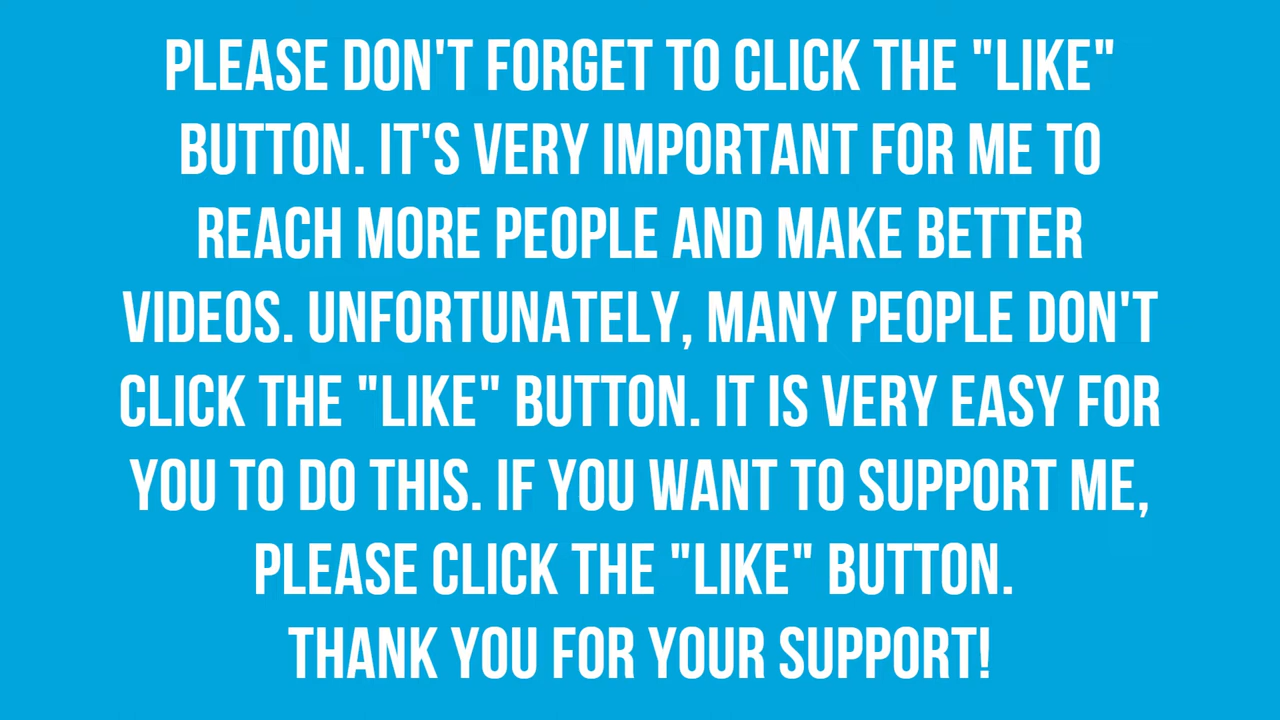 PLEASE DON'T FORGET TO CLICK THE "LIKE"
BUTTON. IT'S VERY IMPORTANT FOR ME TO
REACH MORE PEOPLE AND MAKE BETTER
VIDEOS. UNFORTUNATELY, MANY PEOPLE DON'T
CLICK THE "LIKE" BUTTON. IT IS VERY EASY FOR
YOU TO DO THIS. IF YOU WANT TO SUPPORT ME,
PLEASE CLICK THE "LIKE" BUTTON.
THANK YOU FOR YOUR SUPPORT!